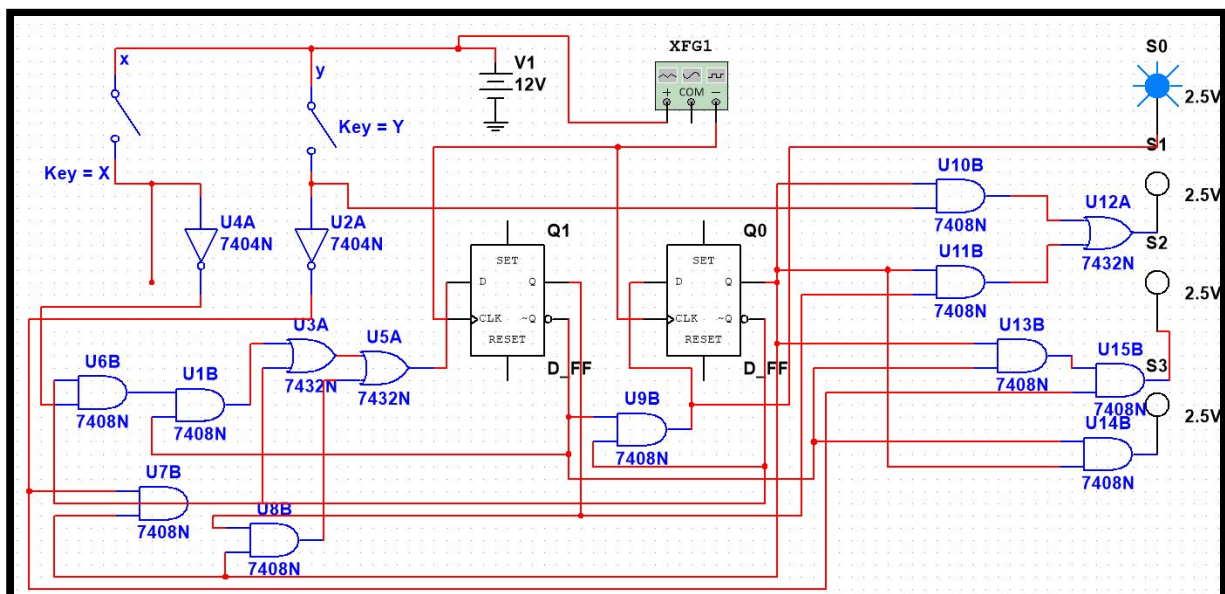 x
y
Key = X
Key = Y
V1
12V
XFG1
+ COM −
S0
2.5V
S1
2.5V
S2
2.5V
S3
2.5V
U4A
7404N
U2A
7404N
Q1
SET
D Q
CLK ~Q
RESET
D_FF
Q0
SET
D Q
CLK ~Q
RESET
D_FF
U10B
7408N
U11B
7408N
U12A
7432N
U13B
7408N
U15B
7408N
U14B
7408N
U3A
7432N
U5A
7432N
U6B
7408N
U1B
7408N
U9B
7408N
U7B
7408N
U8B
7408N